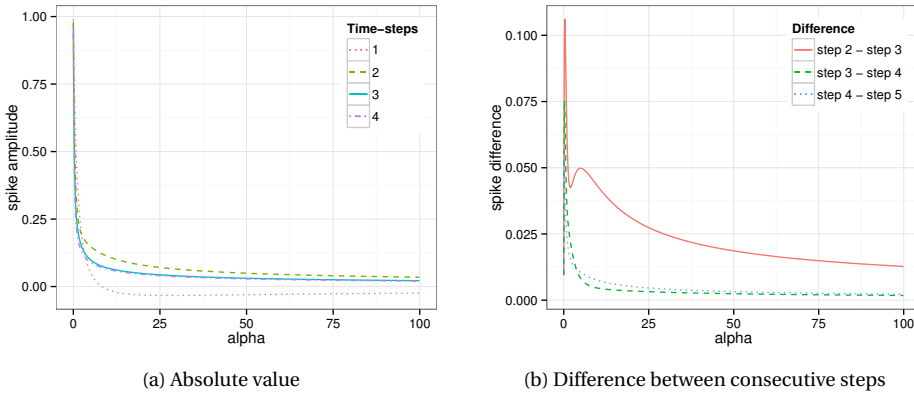 1.00
0.75
0.50
0.25
0.00
spike amplitude
0
25
50
75
100
alpha
Time−steps
1
2
3
4
(a) Absolute value
0.100
0.075
0.050
0.025
0.000
spike difference
0
25
50
75
100
alpha
Difference
step 2 − step 3
step 3 − step 4
step 4 − step 5
(b) Difference between consecutive steps